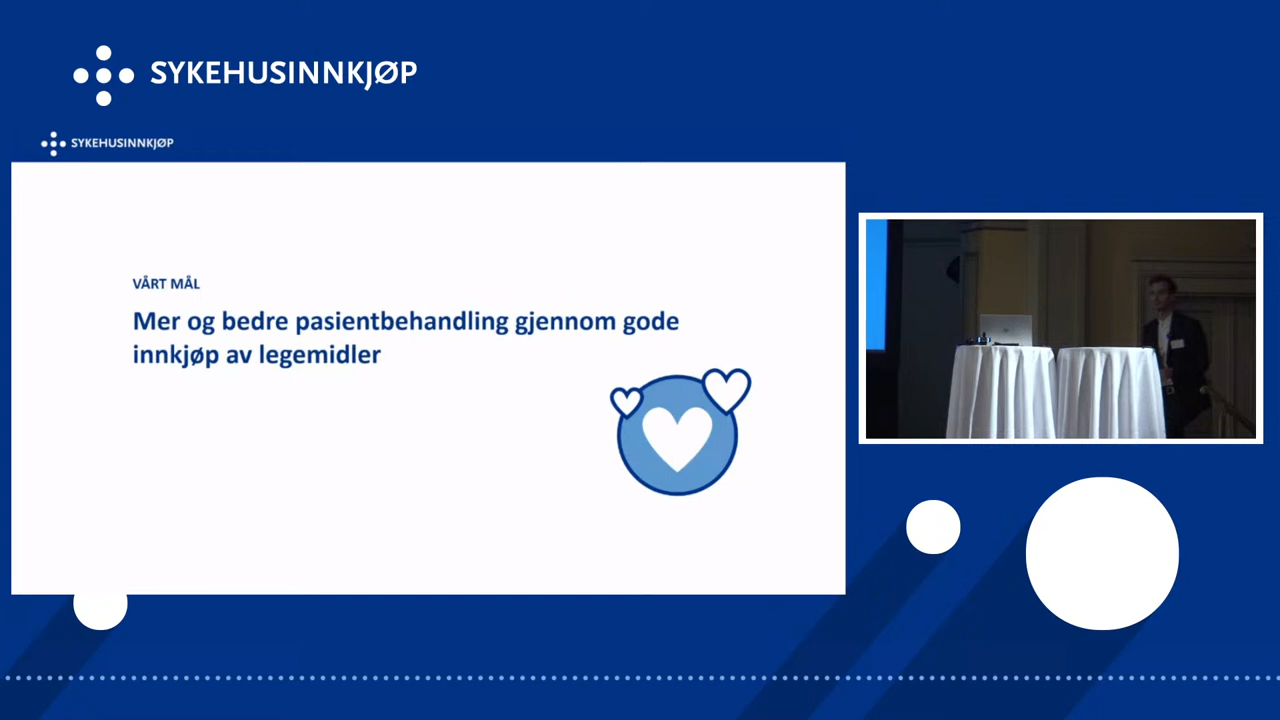 SYKEHUSINNKJØP
SYKEHUSINNKJØP
VÅRT MÅL
Mer og bedre pasientbehandling gjennom gode
innkjøp av legemidler